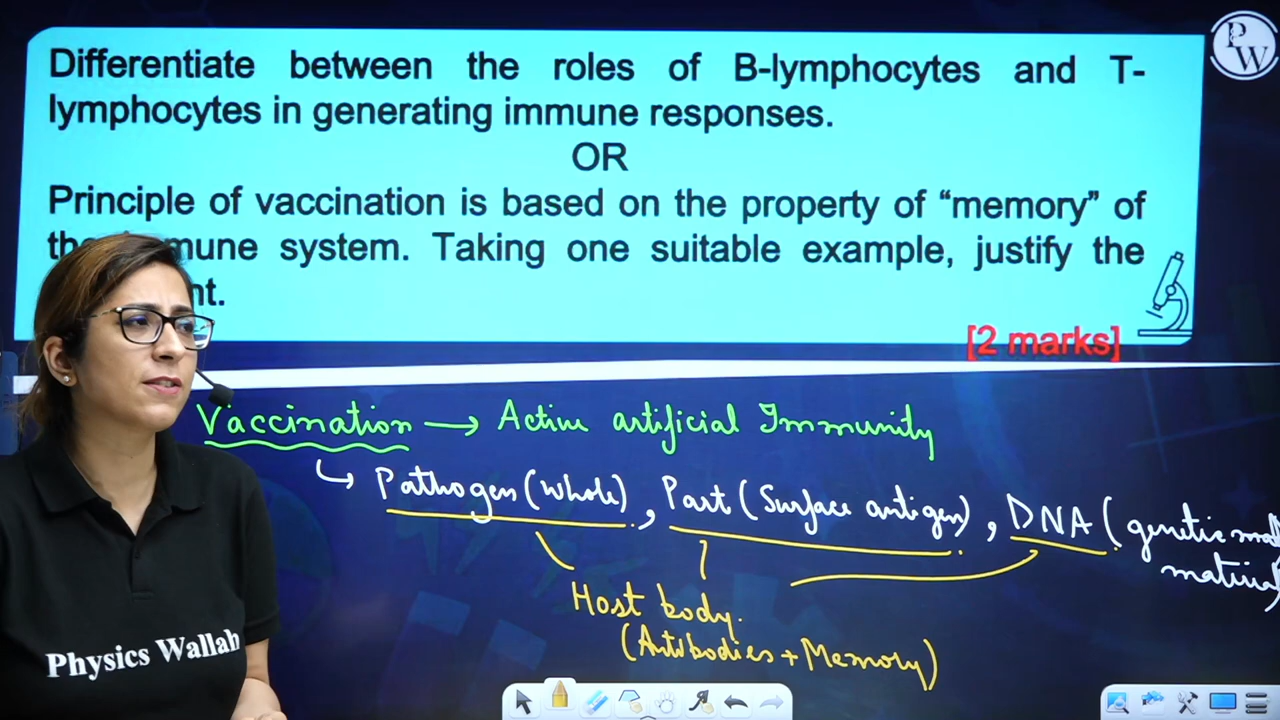 Differentiate between the roles of B-lymphocytes and T-
lymphocytes in generating immune responses.
OR
Principle of vaccination is based on the property of “memory” of
system. Taking one suitable example, justify the
[2 marks]
P
W
Vaccination → Active artificial Immunity
↳ Pathogen (Whole), Part (Surface antigen), DNA (genetic
material
Host body.
(Antibodies + Memory)
Physics Wallah